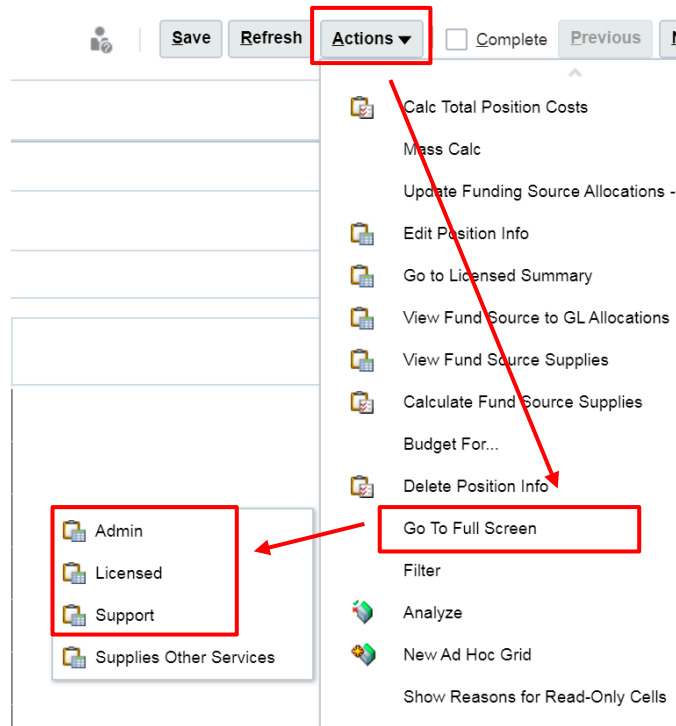 Save Refresh Actions Complete Previous
Calc Total Position Costs
Mass Calc
Update Funding Source Allocations -
Edit Position Info
Go to Licensed Summary
View Fund Source to GL Allocations
View Fund Source Supplies
Calculate Fund Source Supplies
Budget For...
Delete Position Info
Go To Full Screen
Filter
Analyze
New Ad Hoc Grid
Show Reasons for Read-Only Cells
Admin
Licensed
Support
Supplies Other Services